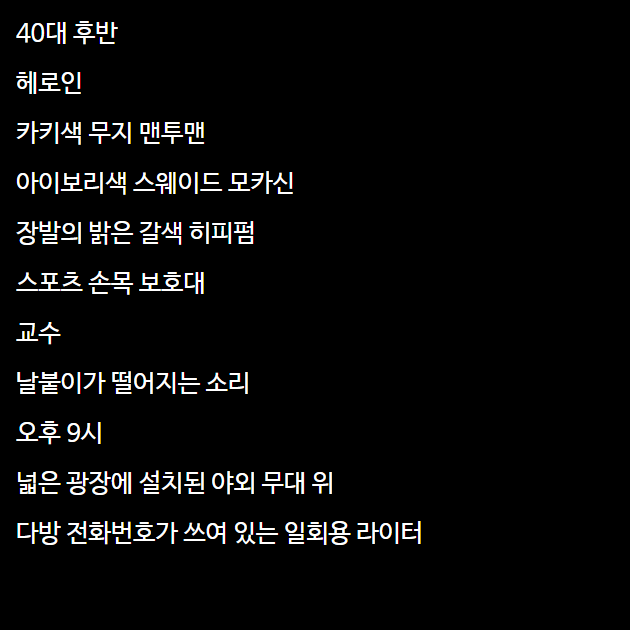 40대 후반
헤로인
카키색 무지 맨투맨
아이보리색 스웨이드 모카신
장발의 밝은 갈색 히피펌
스포츠 손목 보호대
교수
날붙이가 떨어지는 소리
오후 9시
넓은 광장에 설치된 야외 무대 위
다방 전화번호가 쓰여 있는 일회용 라이터